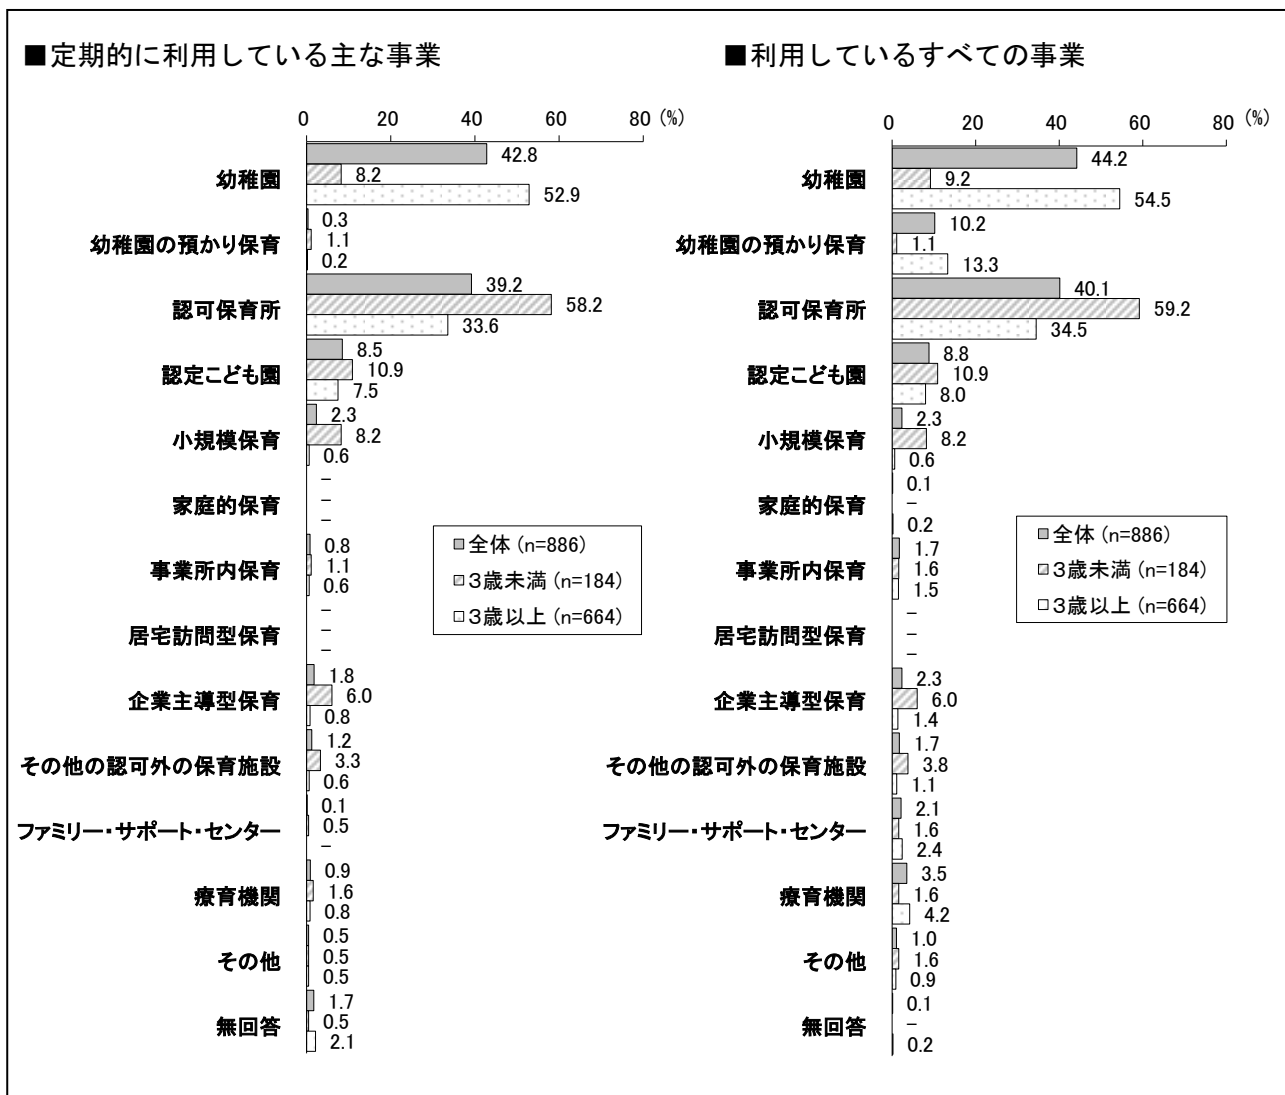 ■定期的に利用している主な事業
0 20 40 60 80 (%)
幼稚園
42.8
8.2
52.9
幼稚園の預かり保育
0.3
1.1
0.2
認可保育所
39.2
58.2
33.6
認定こども園
8.5
10.9
7.5
小規模保育
2.3
8.2
0.6
家庭的保育
–
–
–
事業所内保育
0.8
1.1
0.6
居宅訪問型保育
–
–
–
企業主導型保育
1.8
6.0
0.8
その他の認可外の保育施設
1.2
3.3
0.6
ファミリー・サポート・センター
0.1
0.5
–
療育機関
0.9
1.6
0.8
その他
0.5
0.5
0.5
無回答
1.7
0.5
2.1
全体 (n=886)
3歳未満 (n=184)
3歳以上 (n=664)
■利用しているすべての事業
0 20 40 60 80 (%)
幼稚園
44.2
9.2
54.5
幼稚園の預かり保育
10.2
1.1
13.3
認可保育所
40.1
59.2
34.5
認定こども園
8.8
10.9
8.0
小規模保育
2.3
8.2
0.6
家庭的保育
0.1
–
0.2
事業所内保育
1.7
1.6
1.5
居宅訪問型保育
–
–
–
企業主導型保育
2.3
6.0
1.4
その他の認可外の保育施設
1.7
3.8
1.1
ファミリー・サポート・センター
2.1
1.6
2.4
療育機関
3.5
1.6
4.2
その他
1.0
1.6
0.9
無回答
0.1
–
0.2
全体 (n=886)
3歳未満 (n=184)
3歳以上 (n=664)